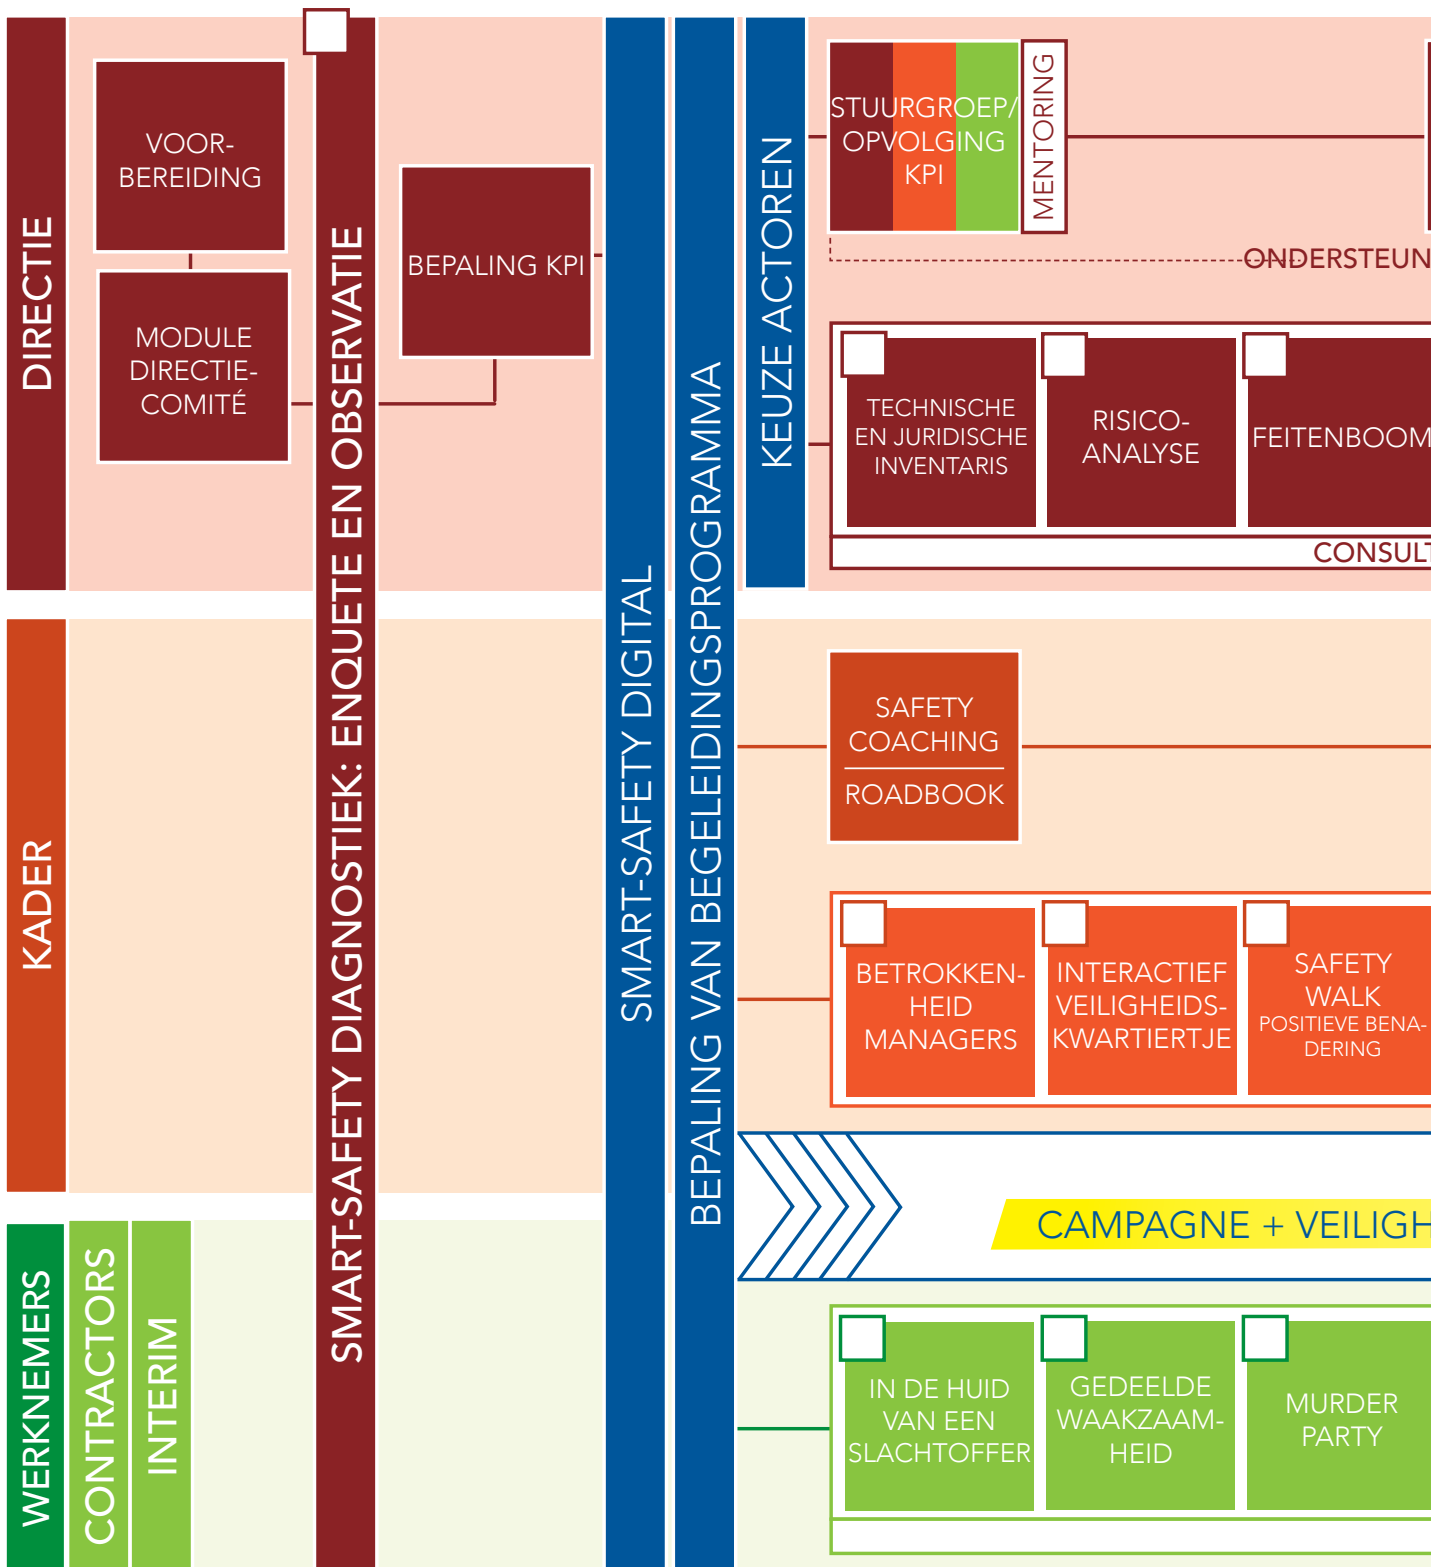 DIRECTIE
VOOR-
BEREIDING
MODULE
DIRECTIE-
COMITÉ
SMART-SAFETY DIAGNOSTIEK: ENQUETE EN OBSERVATIE
BEPALING KPI
SMART-SAFETY DIGITAL
BEPALING VAN BEGELEIDINGSPROGRAMMA
KEUZE ACTOREN
STUURGROEP/
OPVOLGING
KPI
MENTORING
ONDERSTEUN
TECHNISCHE
EN JURIDISCHE
INVENTARIS
RISICO-
ANALYSE
FEITENBOOM
CONSULT
KADER
SAFETY
COACHING
ROADBOOK
BETROKKEN-
HEID
MANAGERS
INTERACTIEF
VEILIGHEIDS-
KWARTIERTJE
SAFETY
WALK
POSITIEVE BENA-
DERING
CAMPAGNE + VEILIGH
WERKNEMERS
CONTRACTORS
INTERIM
IN DE HUID
VAN EEN
SLACHTOFFER
GEDEELDE
WAAKZAAM-
HEID
MURDER
PARTY